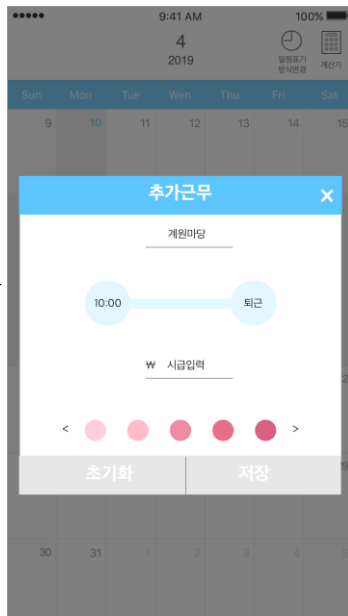 9:41 AM 100%
4
2019
일정표기
방식변경
계산기
Sun Mon Tue Wen Thu Fri Sat
9 10 11 12 13 14 15
추가근무 ×
계원마당
10:00 퇴근
₩ 시급입력
< >
초기화 저장
30 31 1 2 3 4 5